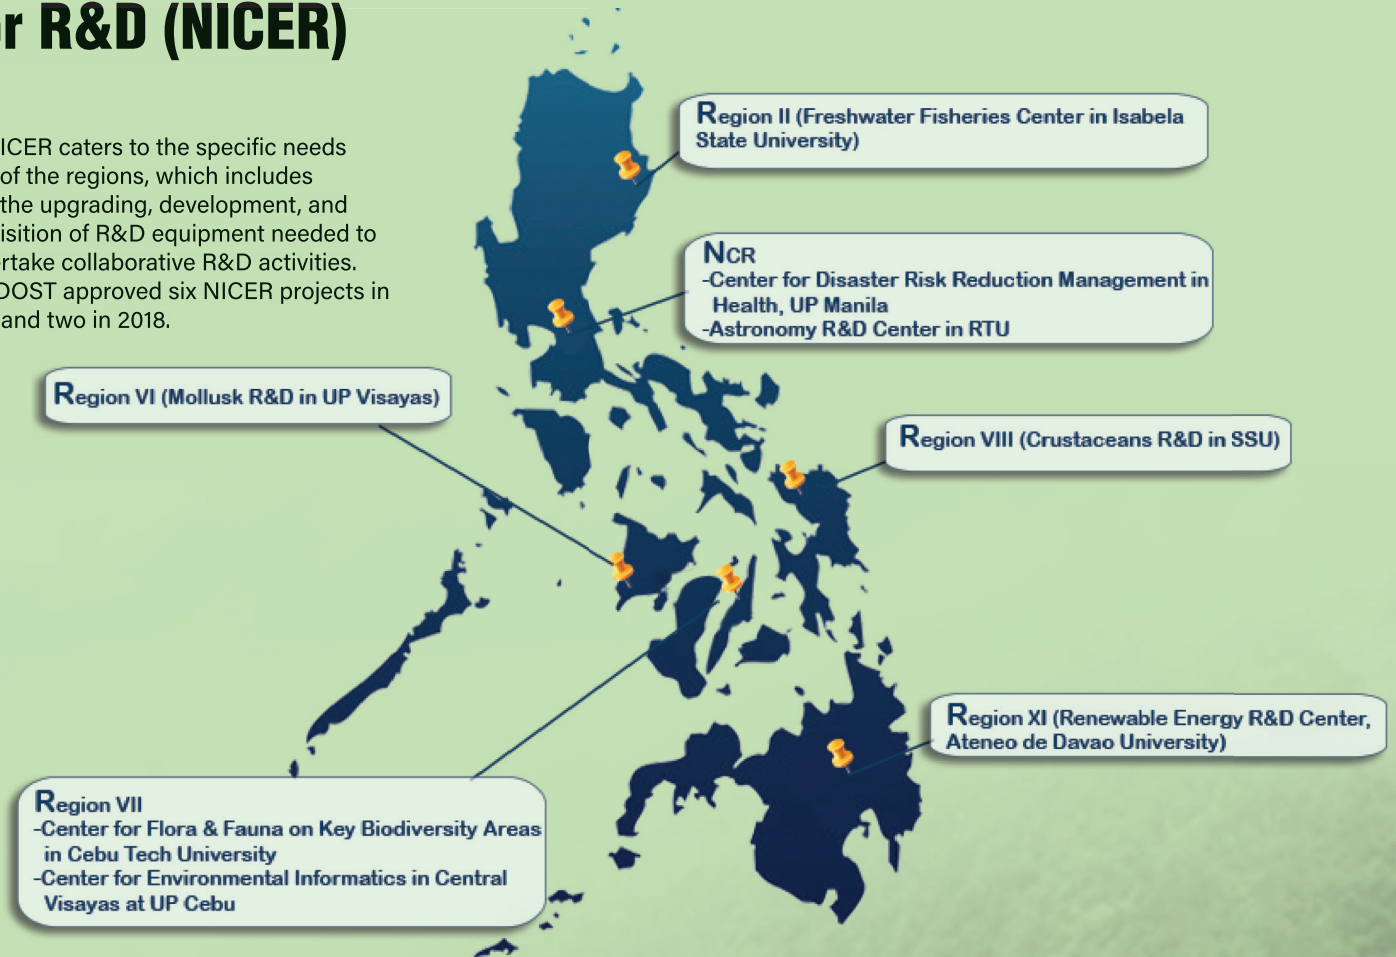 r R&D (NICER)
ICER caters to the specific needs
of the regions, which includes
the upgrading, development, and
isition of R&D equipment needed to
rtake collaborative R&D activities.
DOST approved six NICER projects in
and two in 2018.
Region II (Freshwater Fisheries Center in Isabela
State University)
NCR
-Center for Disaster Risk Reduction Management in
Health, UP Manila
-Astronomy R&D Center in RTU
Region VI (Mollusk R&D in UP Visayas)
Region VIII (Crustaceans R&D in SSU)
Region XI (Renewable Energy R&D Center,
Ateneo de Davao University)
Region VII
-Center for Flora & Fauna on Key Biodiversity Areas
in Cebu Tech University
-Center for Environmental Informatics in Central
Visayas at UP Cebu